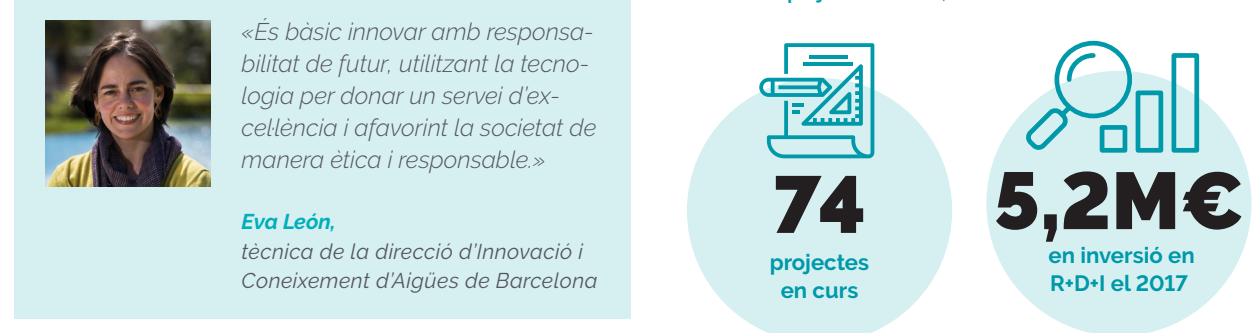 «És bàsic innovar amb responsa-
bilitat de futur, utilitzant la tecno-
logia per donar un servei d'ex-
cel·lència i afavorint la societat de
manera ètica i responsable.»
Eva León,
tècnica de la direcció d'Innovació i
Coneixement d'Aigües de Barcelona
74
projectes
en curs
5,2M€
en inversió en
R+D+I el 2017